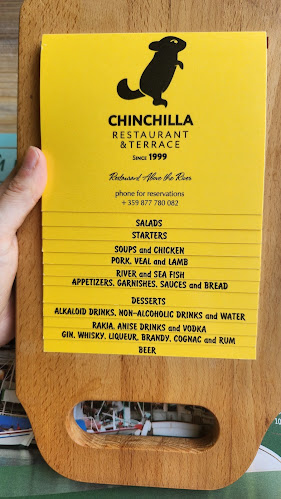 CHINCHILLA
RESTAURANT
& TERRACE
SINCE 1999
Restaurant Above the River
phone for reservations
+ 359 877 780 082
SALADS
STARTERS
SOUPS and CHICKEN
PORK, VEAL and LAMB
RIVER and SEA FISH
APPETIZERS, GARNISHES, SAUCES and BREAD
DESSERTS
ALKALOID DRINKS, NON-ALCOHOLIC DRINKS and WATER
RAKIA, ANISE DRINKS and VODKA
GIN, WHISKY, LIQUEUR, BRANDY, COGNAC and RUM
BEER